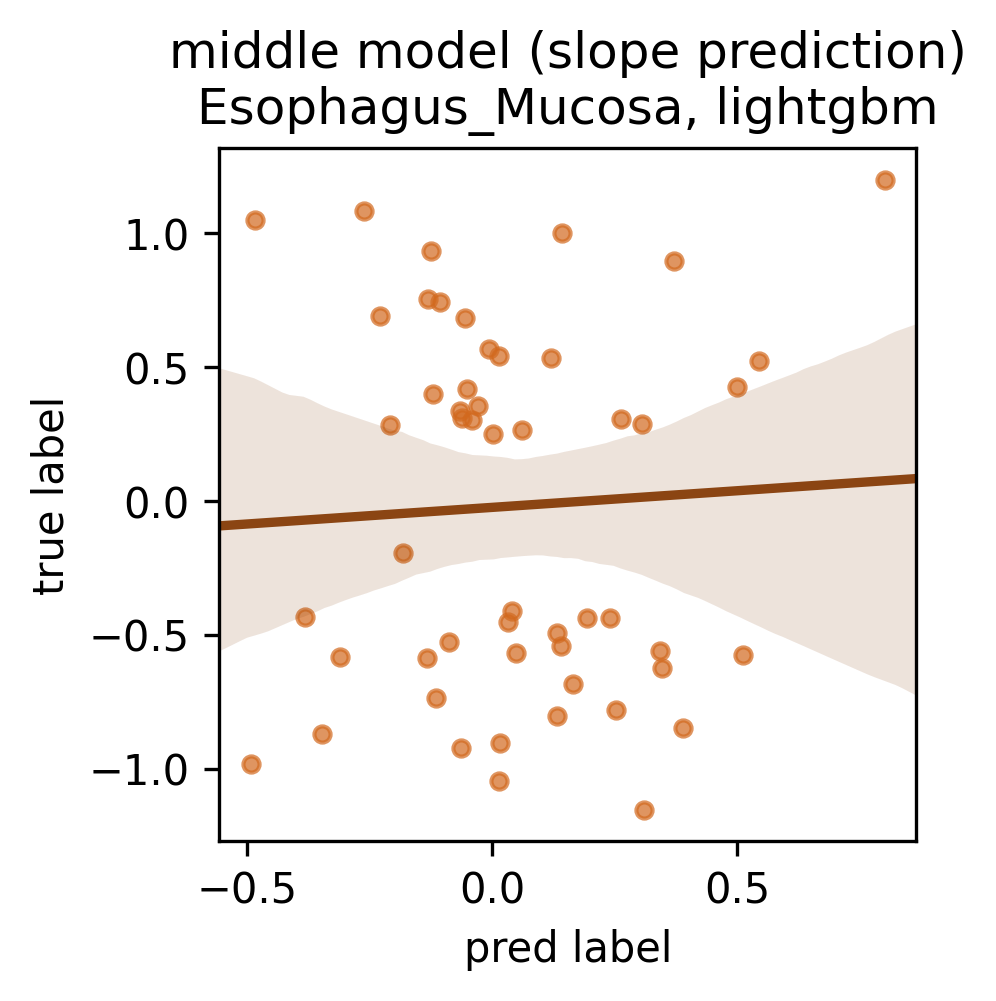 middle model (slope prediction)
Esophagus_Mucosa, lightgbm
true label
1.0
0.5
0.0
−0.5
−1.0
−0.5
0.0
0.5
pred label